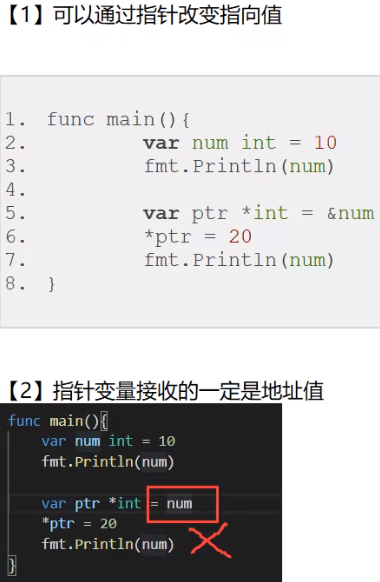 【1】可以通过指针改变指向值
1. func main(){
2. var num int = 10
3. fmt.Println(num)
4.
5. var ptr *int = &num
6. *ptr = 20
7. fmt.Println(num)
8. }
【2】指针变量接收的一定是地址值
func main(){
var num int = 10
fmt.Println(num)
var ptr *int = num
*ptr = 20
fmt.Println(num)
}